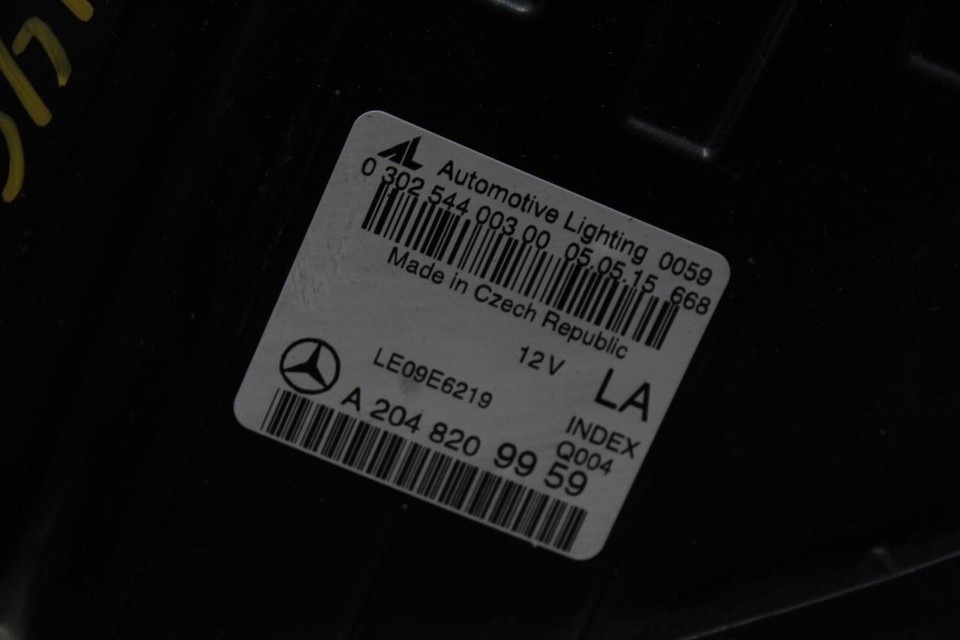 AL Automotive Lighting 0059
0 302 544 003 00 05.05.15 668
Made in Czech Republic
12V
LA
LE09E6219
INDEX
Q004
A 204 820 99 59